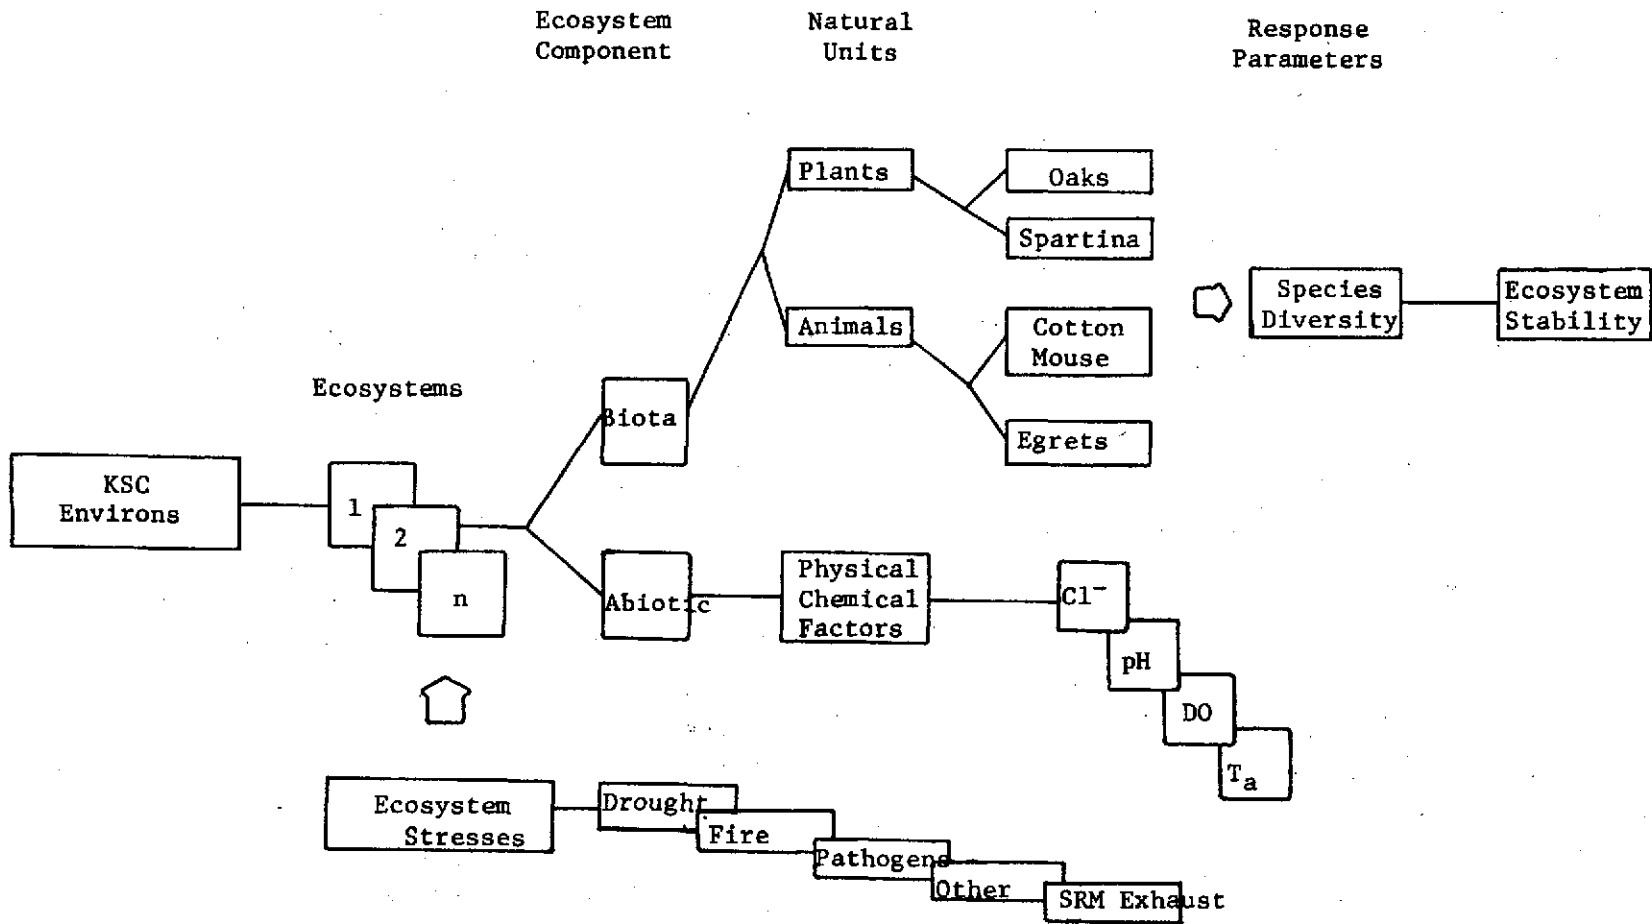 Ecosystem
Component
Natural
Units
Response
Parameters
Plants
Oaks
Spartina
Animals
Cotton
Mouse
Egrets
Species
Diversity
Ecosystem
Stability
Ecosystems
Biota
KSC
Environs
1
2
n
Abiotic
Physical
Chemical
Factors
Cl⁻
pH
DO
Ta
Ecosystem
Stresses
Drought
Fire
Pathogens
Other
SRM Exhaust